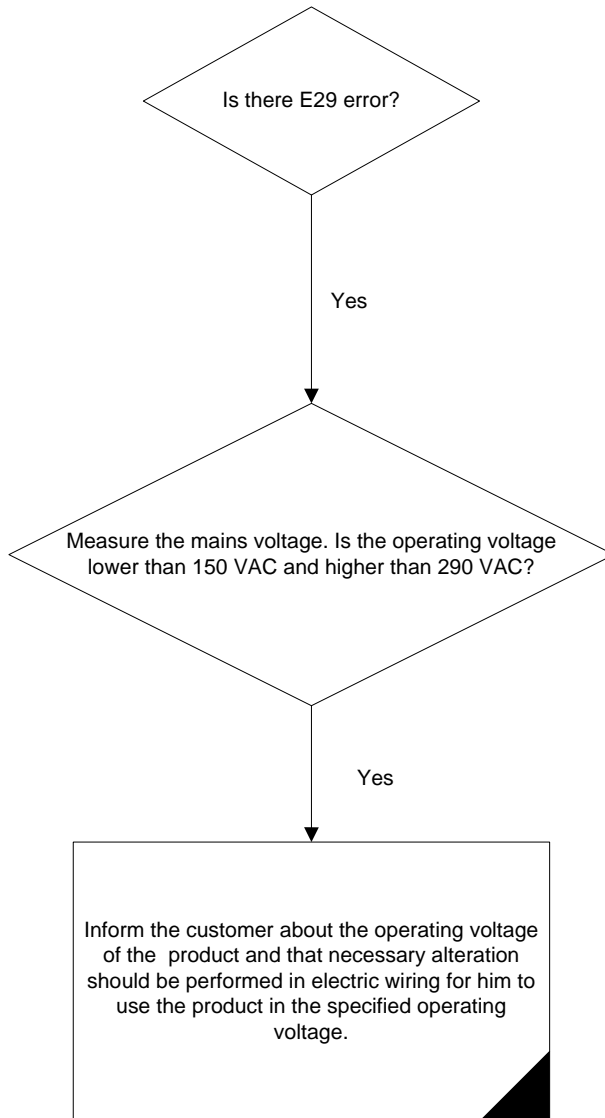 Is there E29 error?
Yes
Measure the mains voltage. Is the operating voltage
lower than 150 VAC and higher than 290 VAC?
Yes
Inform the customer about the operating voltage
of the product and that necessary alteration
should be performed in electric wiring for him to
use the product in the specified operating
voltage.